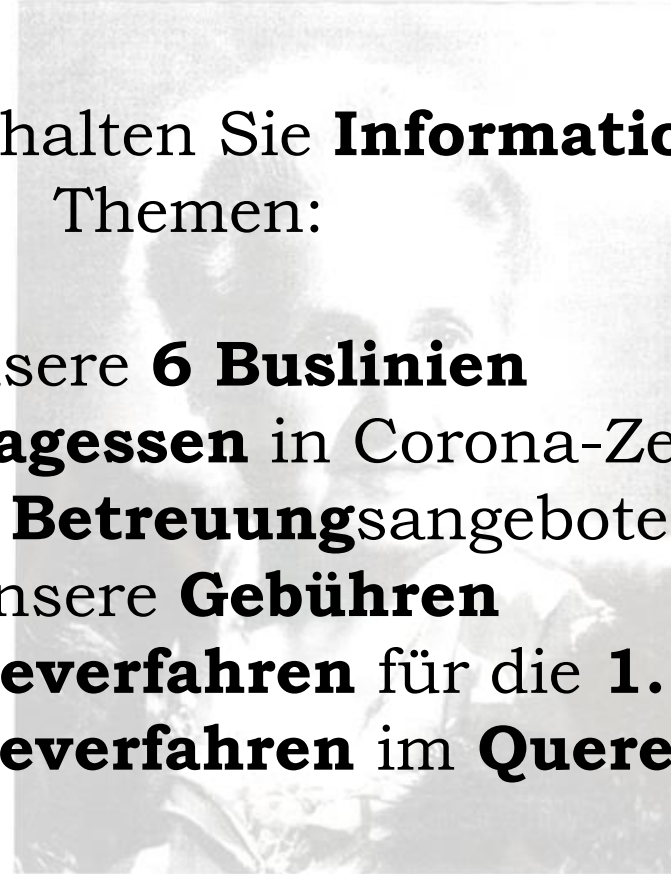 halten Sie Informatio
Themen:
sere 6 Buslinien
agessen in Corona-Ze
Betreuungsangebote
nsere Gebühren
everfahren für die 1.
everfahren im Quere